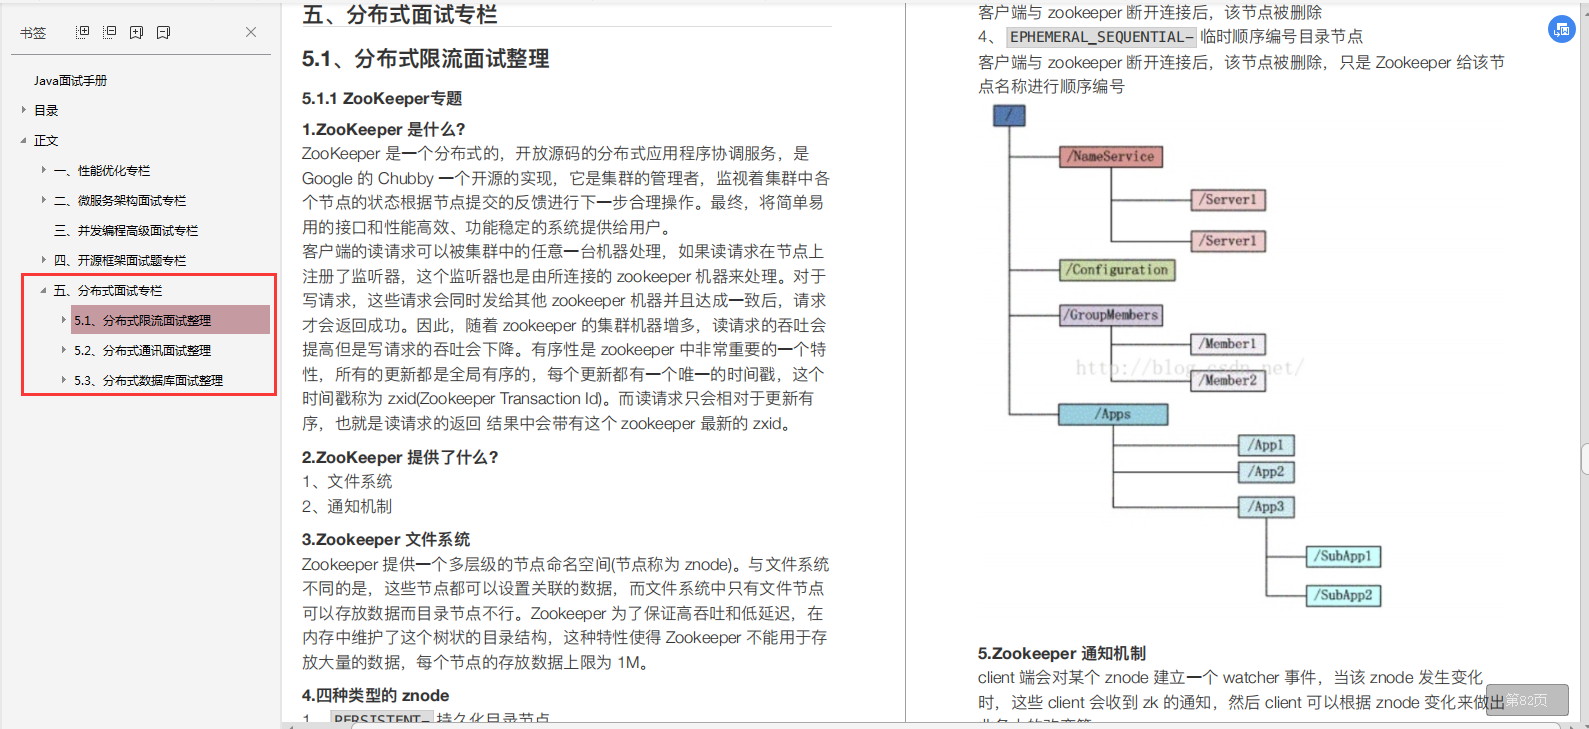 书签
Java面试手册
目录
正文
一、性能优化专栏
二、微服务架构面试专栏
三、并发编程高级面试专栏
四、开源框架面试题专栏
五、分布式面试专栏
5.1、分布式限流面试整理
5.2、分布式通讯面试整理
5.3、分布式数据库面试整理
五、分布式面试专栏
5.1、分布式限流面试整理
5.1.1 ZooKeeper专题
1.ZooKeeper 是什么?
ZooKeeper 是一个分布式的，开放源码的分布式应用程序协调服务，是
Google 的 Chubby 一个开源的实现，它是集群的管理者，监视着集群中各
个节点的状态根据节点提交的反馈进行下一步合理操作。最终，将简单易
用的接口和性能高效、功能稳定的系统提供给用户。
客户端的读请求可以被集群中的任意一台机器处理，如果读请求在节点上
注册了监听器，这个监听器也是由所连接的 zookeeper 机器来处理。对于
写请求，这些请求会同时发给其他 zookeeper 机器并且达成一致后，请求
才会返回成功。因此，随着 zookeeper 的集群机器增多，读请求的吞吐会
提高但是写请求的吞吐会下降。有序性是 zookeeper 中非常重要的一个特
性，所有的更新都是全局有序的，每个更新都有一个唯一的时间戳，这个
时间戳称为 zxid(Zookeeper Transaction Id)。而读请求只会相对于更新有
序，也就是读请求的返回 结果中会带有这个 zookeeper 最新的 zxid。
2.ZooKeeper 提供了什么?
1、文件系统
2、通知机制
3.Zookeeper 文件系统
Zookeeper 提供一个多层级的节点命名空间(节点称为 znode)。与文件系统
不同的是，这些节点都可以设置关联的数据，而文件系统中只有文件节点
可以存放数据而目录节点不行。Zookeeper 为了保证高吞吐和低延迟，在
内存中维护了这个树状的目录结构，这种特性使得 Zookeeper 不能用于存
放大量的数据，每个节点的存放数据上限为 1M。
4.四种类型的 znode
1、 PERSISTENT- 持久化目录节点
客户端与 zookeeper 断开连接后，该节点被删除
4、 EPHEMERAL_SEQUENTIAL- 临时顺序编号目录节点
客户端与 zookeeper 断开连接后，该节点被删除，只是 Zookeeper 给该节
点名称进行顺序编号
/
/NameService
/Server1
/Server1
/Configuration
/GroupMembers
/Member1
http://blog.csdn.net/
/Member2
/Apps
/App1
/App2
/App3
/SubApp1
/SubApp2
5.Zookeeper 通知机制
client 端会对某个 znode 建立一个 watcher 事件，当该 znode 发生变化
时，这些 client 会收到 zk 的通知，然后 client 可以根据 znode 变化来做出
第82页